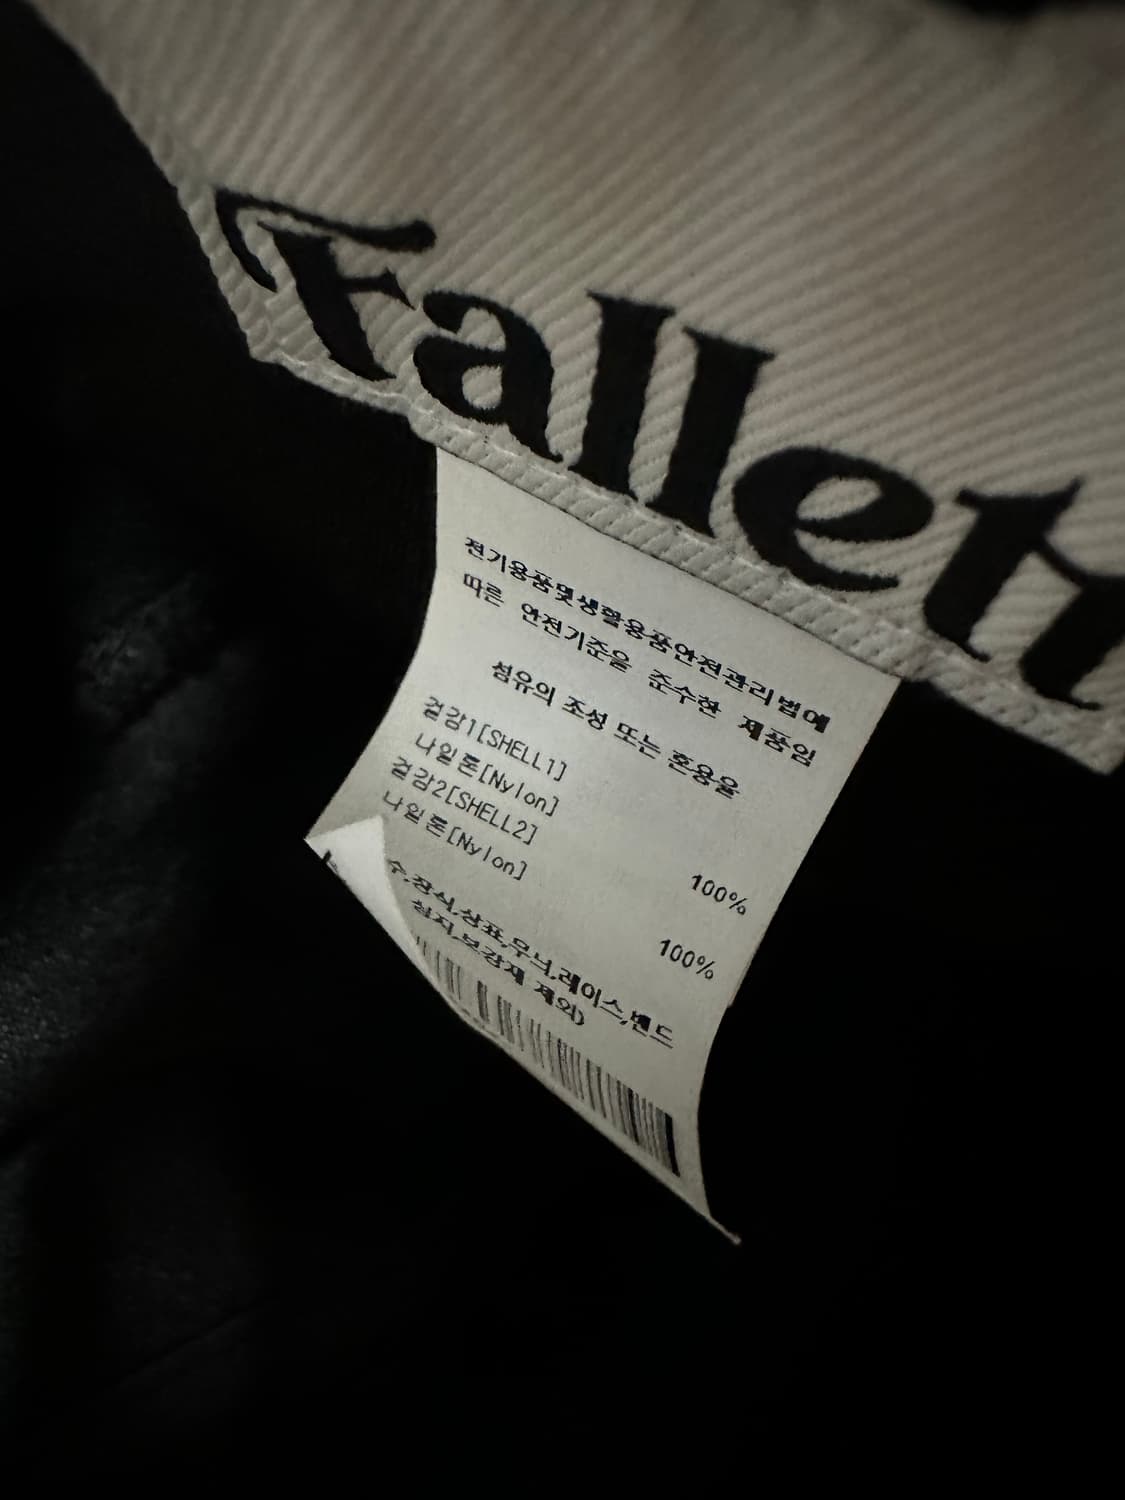 Fallett
전기용품및생활용품안전관리법에
따른 안전기준을 준수한 제품임
섬유의 조성 또는 혼용율
겉감1[SHELL1]
나일론[Nylon] 100%
겉감2[SHELL2]
나일론[Nylon] 100%
수,장식,상표,무늬,레이스,밴드
심지,보강재 제외)